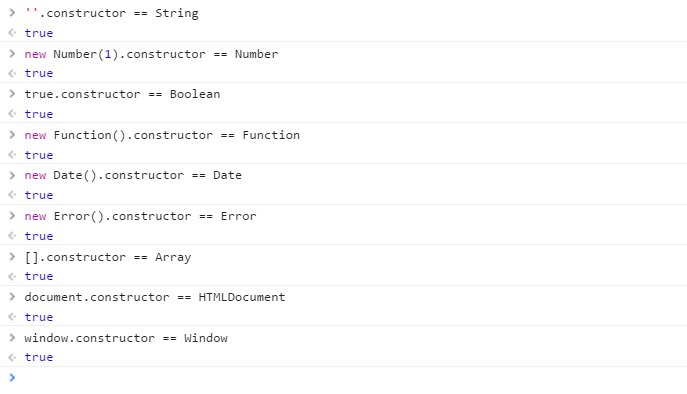 ''.constructor == String
true
new Number(1).constructor == Number
true
true.constructor == Boolean
true
new Function().constructor == Function
true
new Date().constructor == Date
true
new Error().constructor == Error
true
[].constructor == Array
true
document.constructor == HTMLDocument
true
window.constructor == Window
true